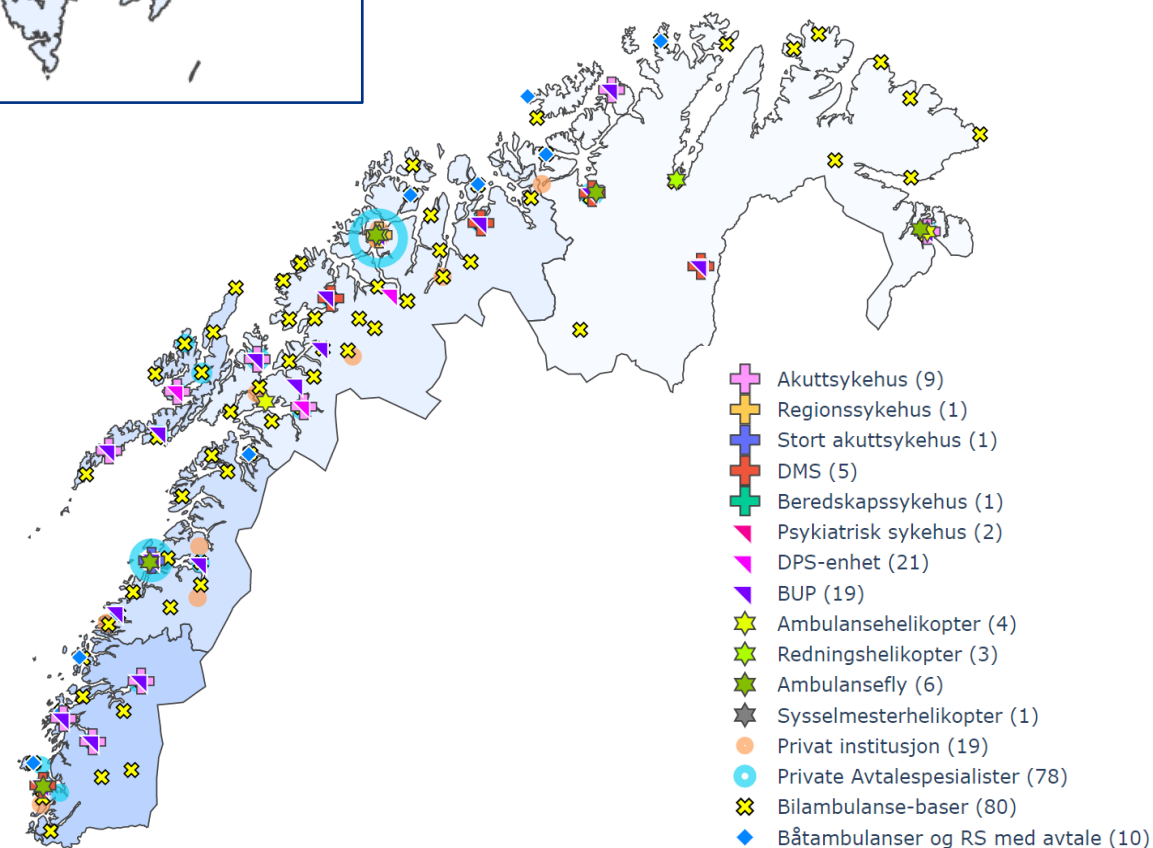 Akuttsykehus (9)
Regionssykehus (1)
Stort akuttsykehus (1)
DMS (5)
Beredskapssykehus (1)
Psykiatrisk sykehus (2)
DPS-enhet (21)
BUP (19)
Ambulansehelikopter (4)
Redningshelikopter (3)
Ambulansefly (6)
Sysselmesterhelikopter (1)
Privat institusjon (19)
Private Avtalespesialister (78)
Bilambulanse-baser (80)
Båtambulanser og RS med avtale (10)